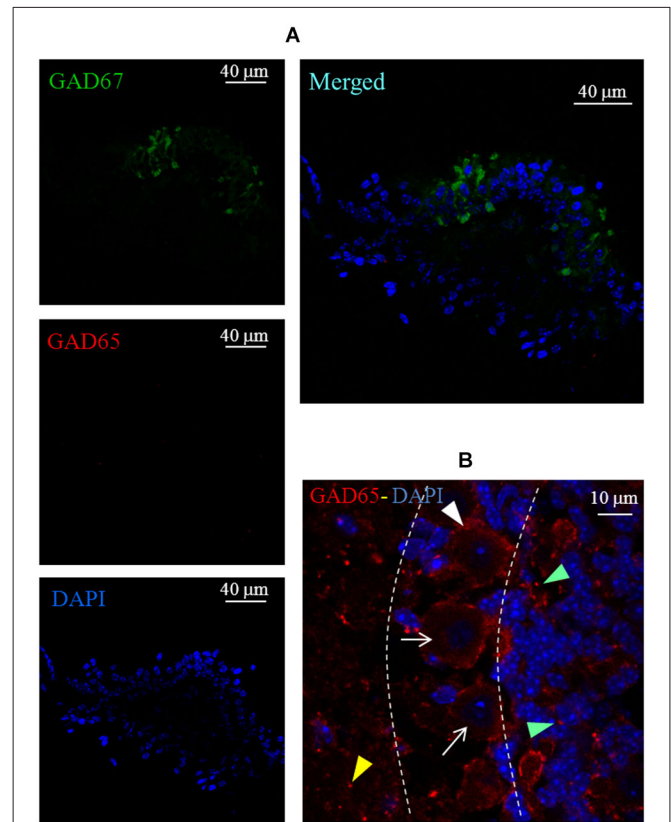 A
GAD67
40 µm
Merged
40 µm
GAD65
40 µm
DAPI
40 µm
B
GAD65- DAPI
10 µm